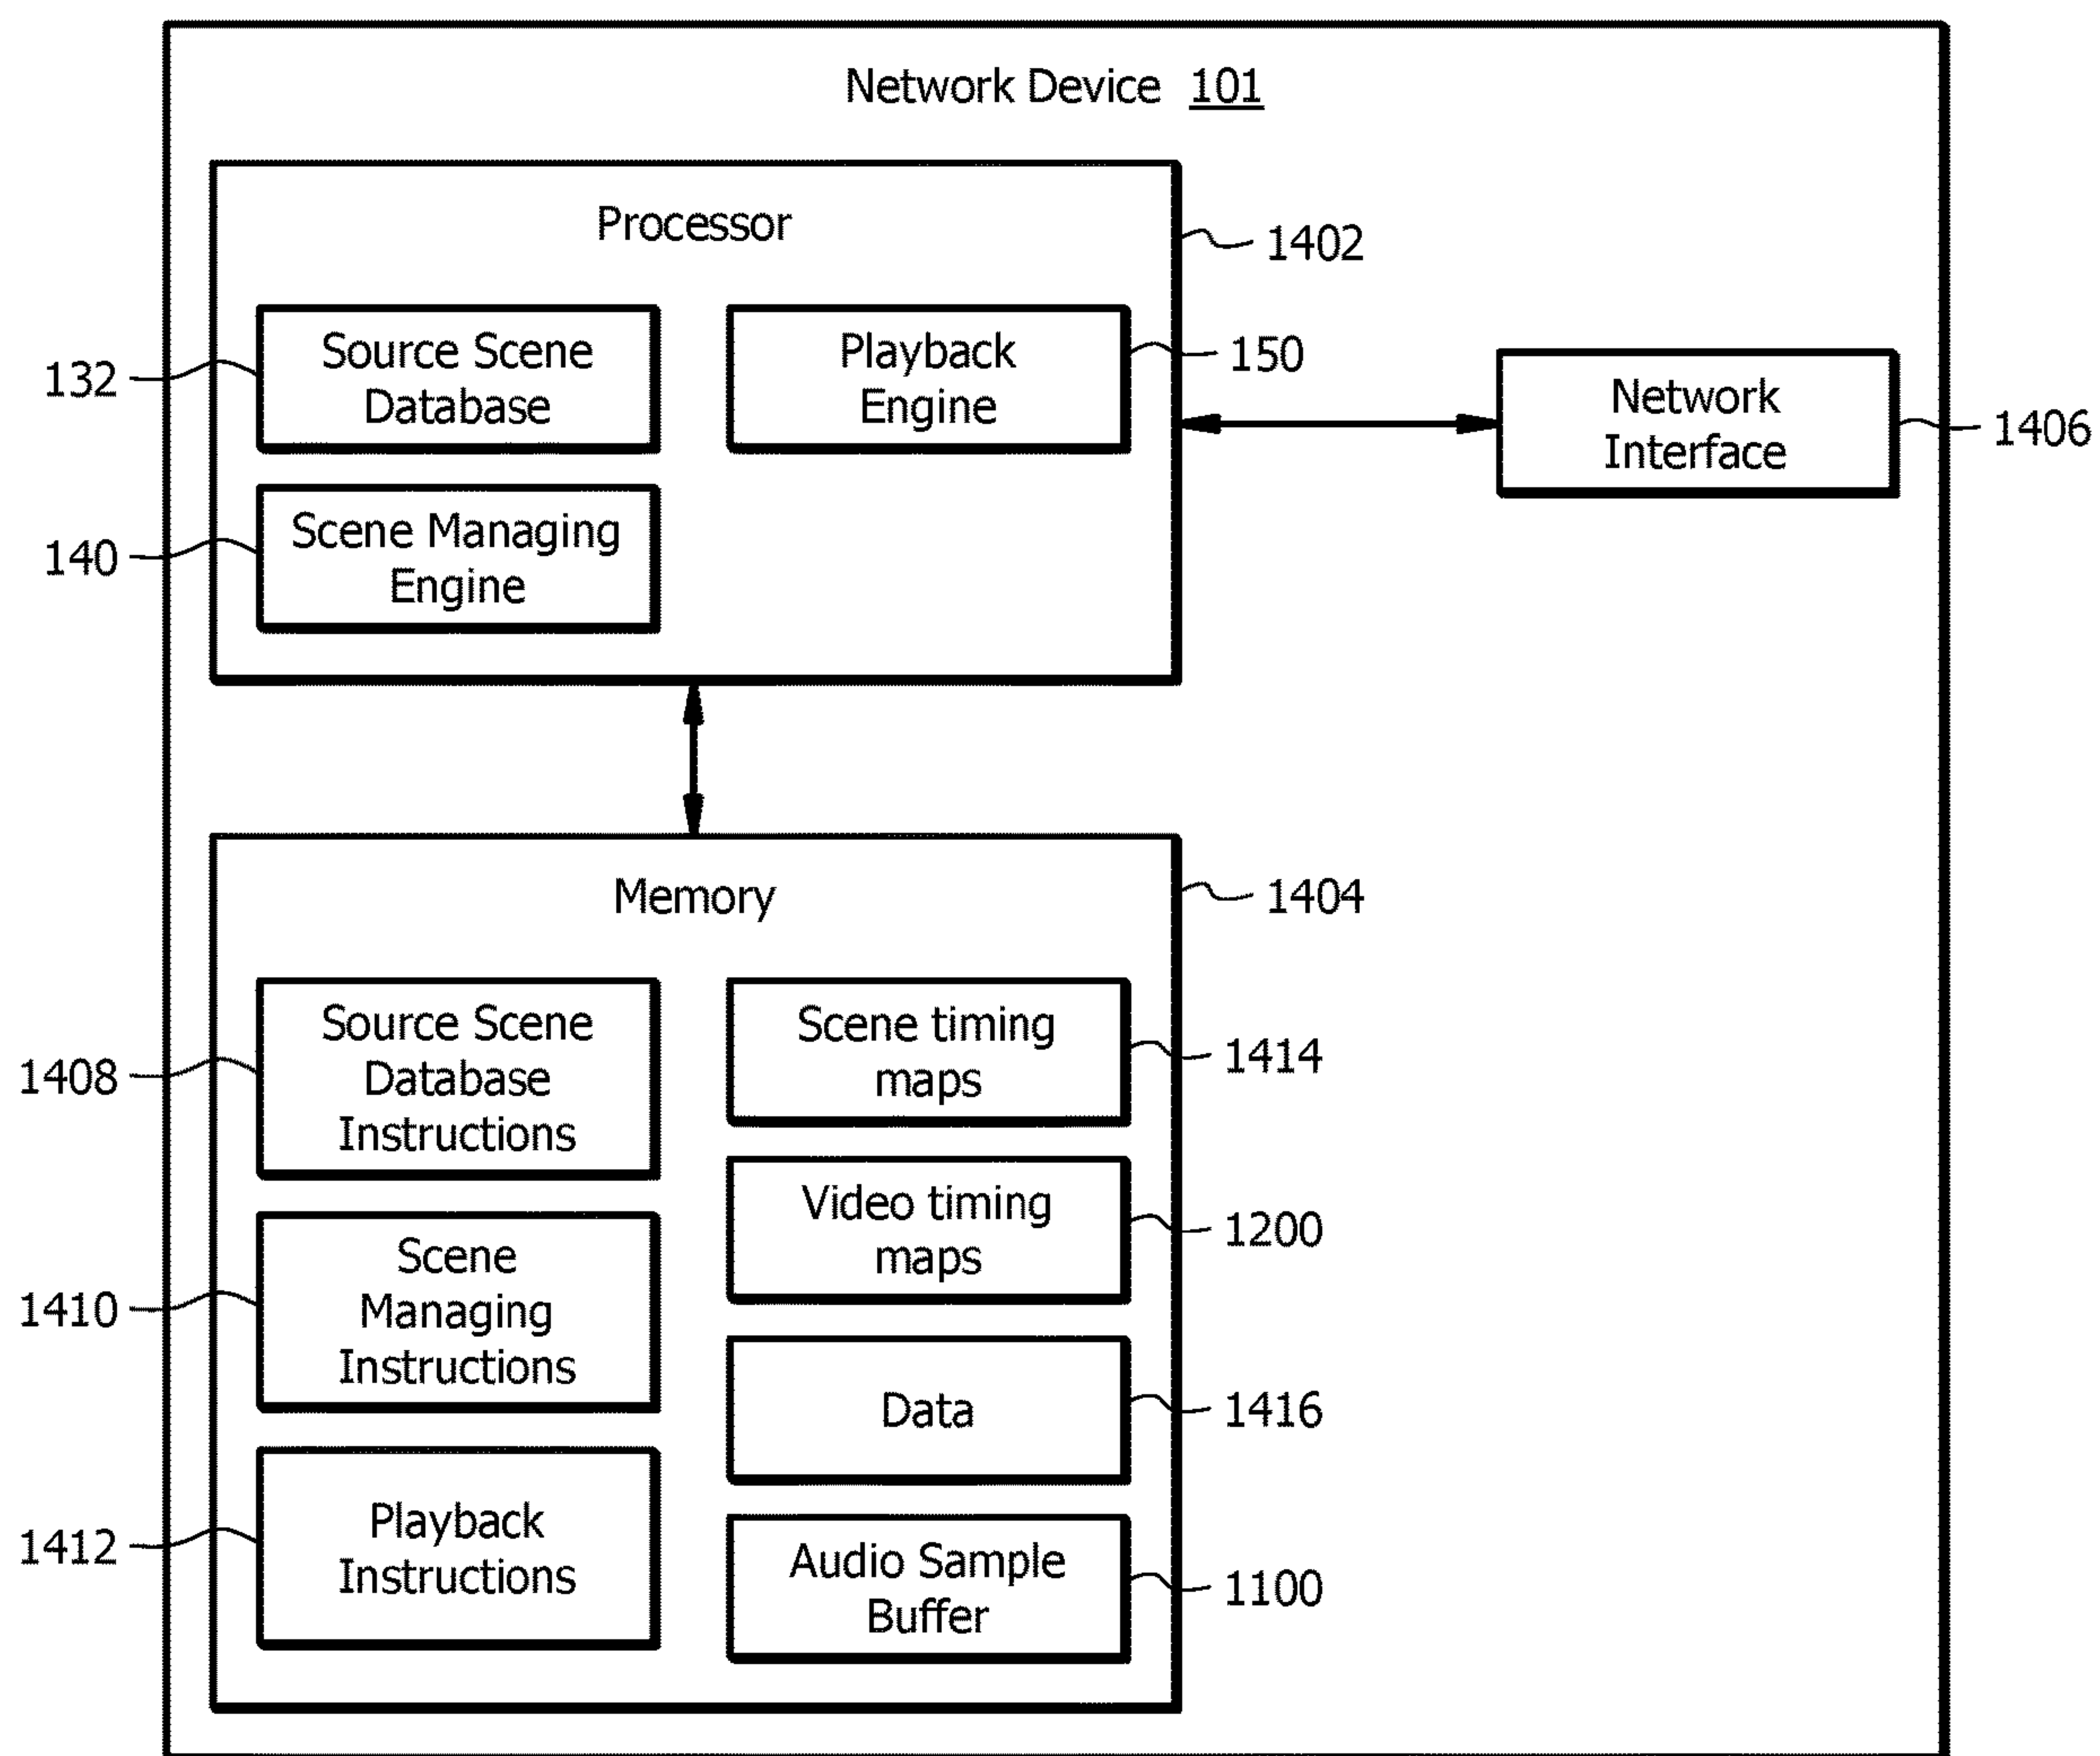 Network Device 101
Processor
1402
132
Source Scene
Database
Playback
Engine
150
Network
Interface
1406
140
Scene Managing
Engine
Memory
1404
1408
Source Scene
Database
Instructions
Scene timing
maps
1414
1410
Scene
Managing
Instructions
Video timing
maps
1200
Data
1416
1412
Playback
Instructions
Audio Sample
Buffer
1100